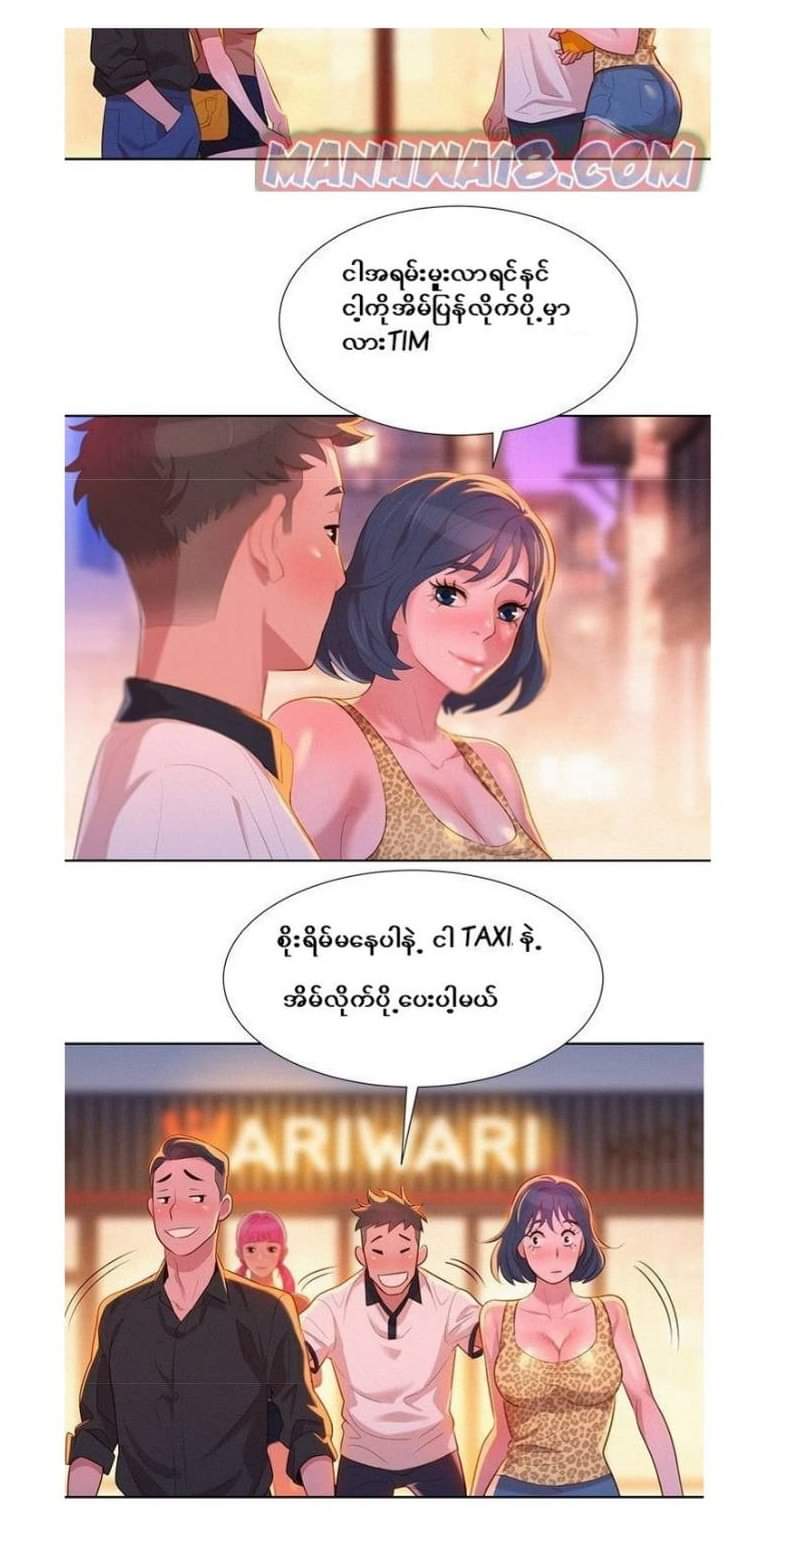 MANHWA18.COM
ငါအရမ်းမူးလာရင်နင်
ငါ့ကိုအိမ်ပြန်လိုက်ပို့မှာ
လားTIM
စိုးရိမ်မနေပါနဲ့ ငါ TAXI နဲ့
အိမ်လိုက်ပို့ပေးပါ့မယ်
ARIWARI